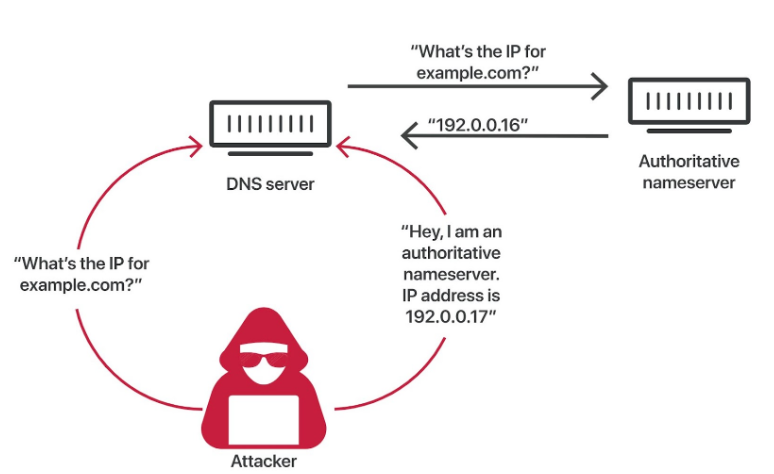 “What’s the IP for
example.com?”
“192.0.0.16”
DNS server
Authoritative
nameserver
“What’s the IP for
example.com?”
“Hey, I am an
authoritative
nameserver.
IP address is
192.0.0.17”
Attacker